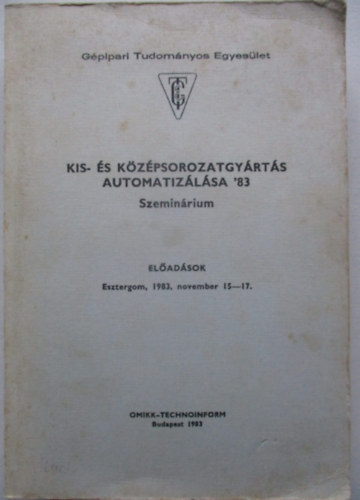 Gépipari Tudományos Egyesület
GTE
KIS- ÉS KÖZÉPSOROZATGYÁRTÁS
AUTOMATIZÁLÁSA '83
Szeminárium
ELŐADÁSOK
Esztergom, 1983. november 15—17.
OMIKK-TECHNOINFORM
Budapest 1983